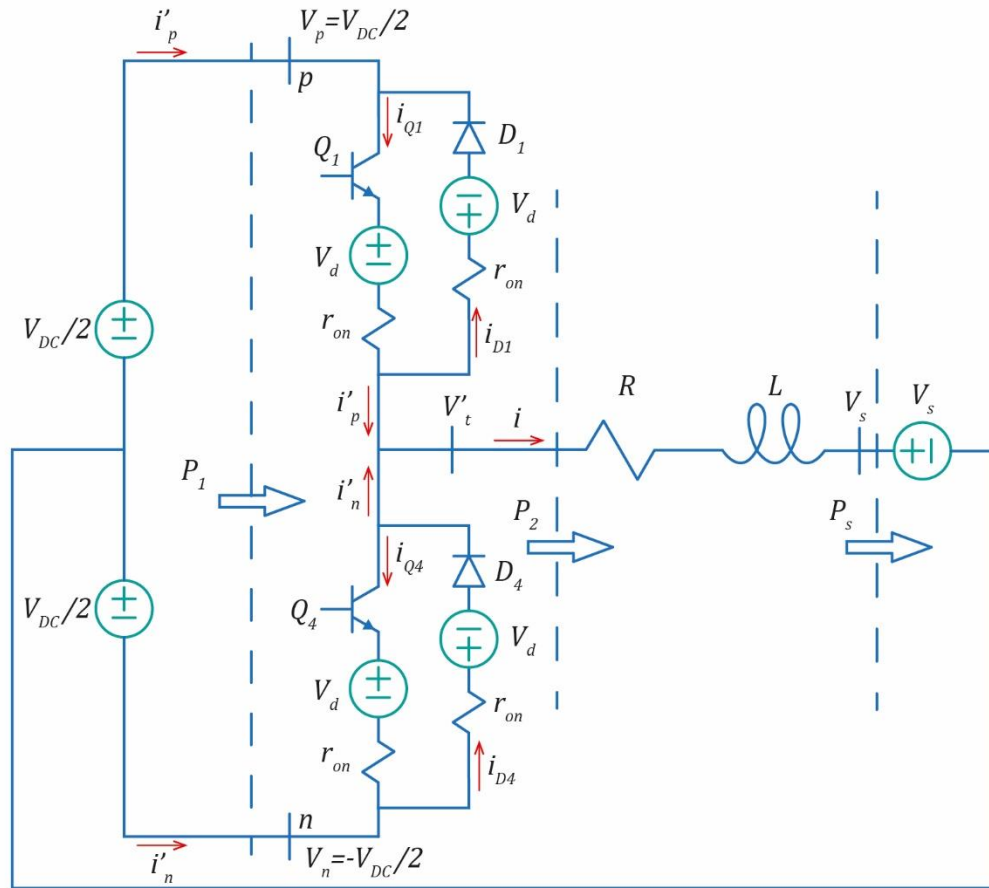 i'p
Vp=VDC/2
p
iQ1
D1
Q1
Vd
Vd
ron
ron
iD1
VDC/2
i'p
V't
i
R
L
Vs
Vs
P1
i'n
P2
Ps
iQ4
D4
VDC/2
Q4
Vd
Vd
ron
ron
iD4
n
i'n
Vn=-VDC/2